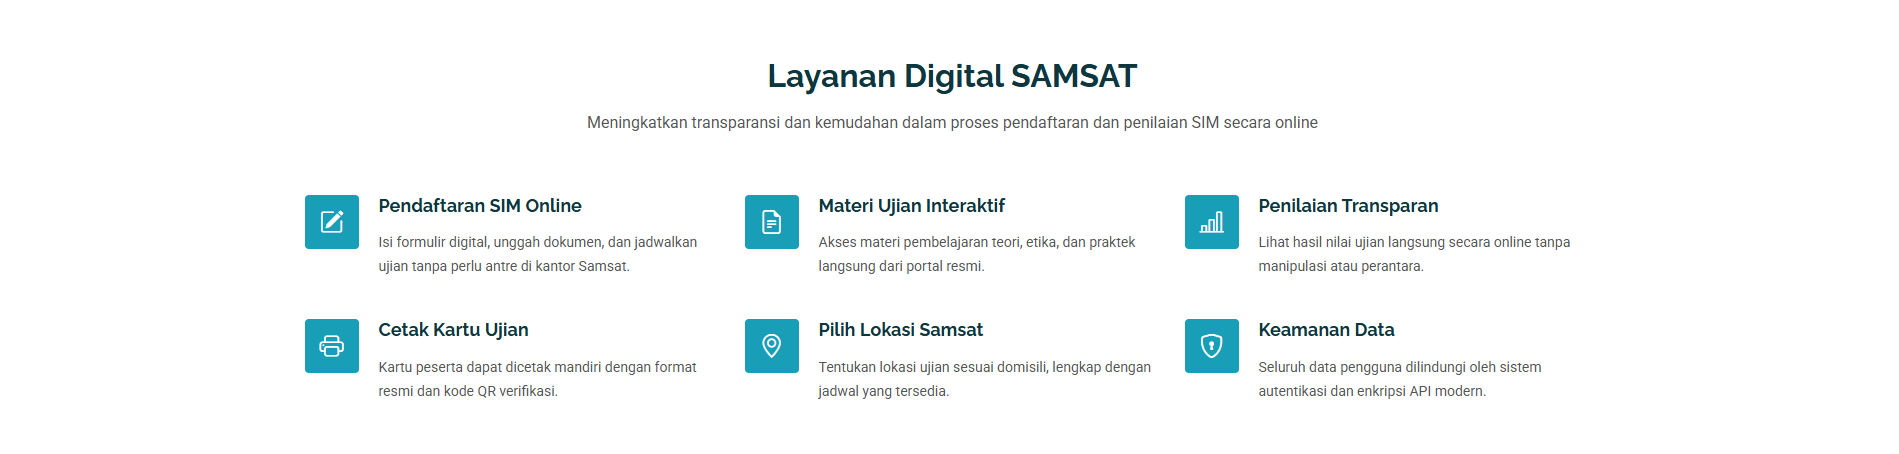 Layanan Digital SAMSAT
Meningkatkan transparansi dan kemudahan dalam proses pendaftaran dan penilaian SIM secara online
Pendaftaran SIM Online
Isi formulir digital, unggah dokumen, dan jadwalkan
ujian tanpa perlu antre di kantor Samsat.
Materi Ujian Interaktif
Akses materi pembelajaran teori, etika, dan praktek
langsung dari portal resmi.
Penilaian Transparan
Lihat hasil nilai ujian langsung secara online tanpa
manipulasi atau perantara.
Cetak Kartu Ujian
Kartu peserta dapat dicetak mandiri dengan format
resmi dan kode QR verifikasi.
Pilih Lokasi Samsat
Tentukan lokasi ujian sesuai domisili, lengkap dengan
jadwal yang tersedia.
Keamanan Data
Seluruh data pengguna dilindungi oleh sistem
autentikasi dan enkripsi API modern.